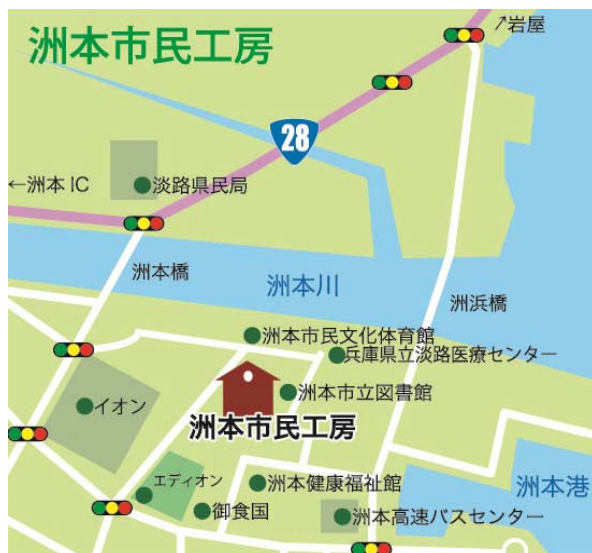 洲本市民工房
↗岩屋
28
←洲本IC
淡路県民局
洲本橋
洲本川
洲浜橋
洲本市民文化体育館
兵庫県立淡路医療センター
イオン
洲本市立図書館
洲本市民工房
エディオン
洲本健康福祉館
洲本港
御食国
洲本高速バスセンター